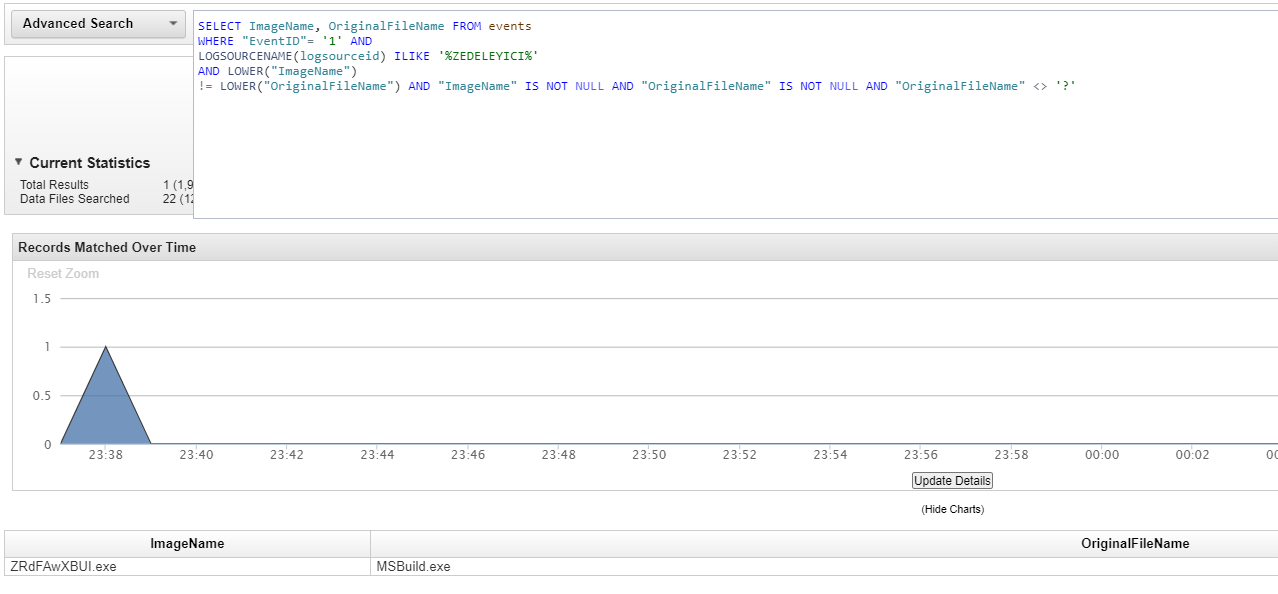 Advanced Search
SELECT ImageName, OriginalFileName FROM events
WHERE "EventID"= '1' AND
LOGSOURCENAME(logsourceid) ILIKE '%ZEDELEYICI%'
AND LOWER("ImageName")
!= LOWER("OriginalFileName") AND "ImageName" IS NOT NULL AND "OriginalFileName" IS NOT NULL AND "OriginalFileName" <> '?'
Current Statistics
Total Results 1 (1,9
Data Files Searched 22 (12
Records Matched Over Time
Reset Zoom
1.5
1
0.5
0
23:38 23:40 23:42 23:44 23:46 23:48 23:50 23:52 23:54 23:56 23:58 00:00 00:02 00
Update Details
(Hide Charts)
ImageName OriginalFileName
ZRdFAwXBUI.exe MSBuild.exe